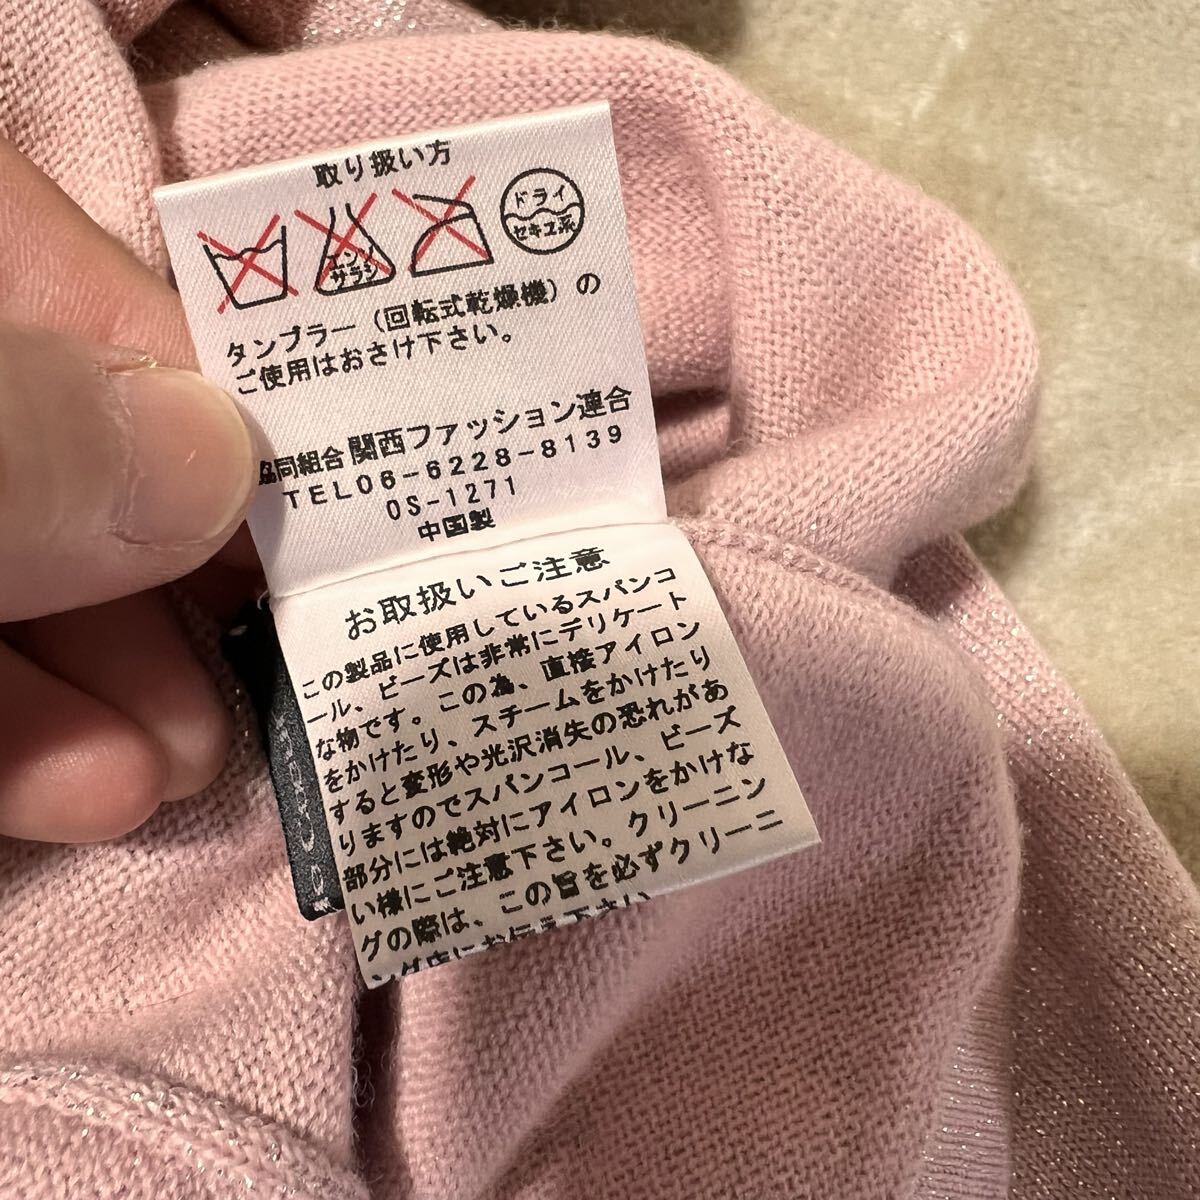 取り扱い方
エンソ
サラシ
ドライ
セキユ系
タンブラー（回転式乾燥機）の
ご使用はおさけ下さい。
協同組合 関西ファッション連合
TEL06-6228-8139
OS-1271
中国製
お取扱いご注意
この製品に使用しているスパンコ
ール、ビーズは非常にデリケート
な物です。この為、直接アイロン
をかけたり、スチームをかけたり
すると変形や光沢消失の恐れがあ
りますのでスパンコール、ビーズ
部分には絶対にアイロンをかけな
い様にご注意下さい。クリーニン
グの際は、この旨を必ずクリーニ
ング店にお伝え下さい